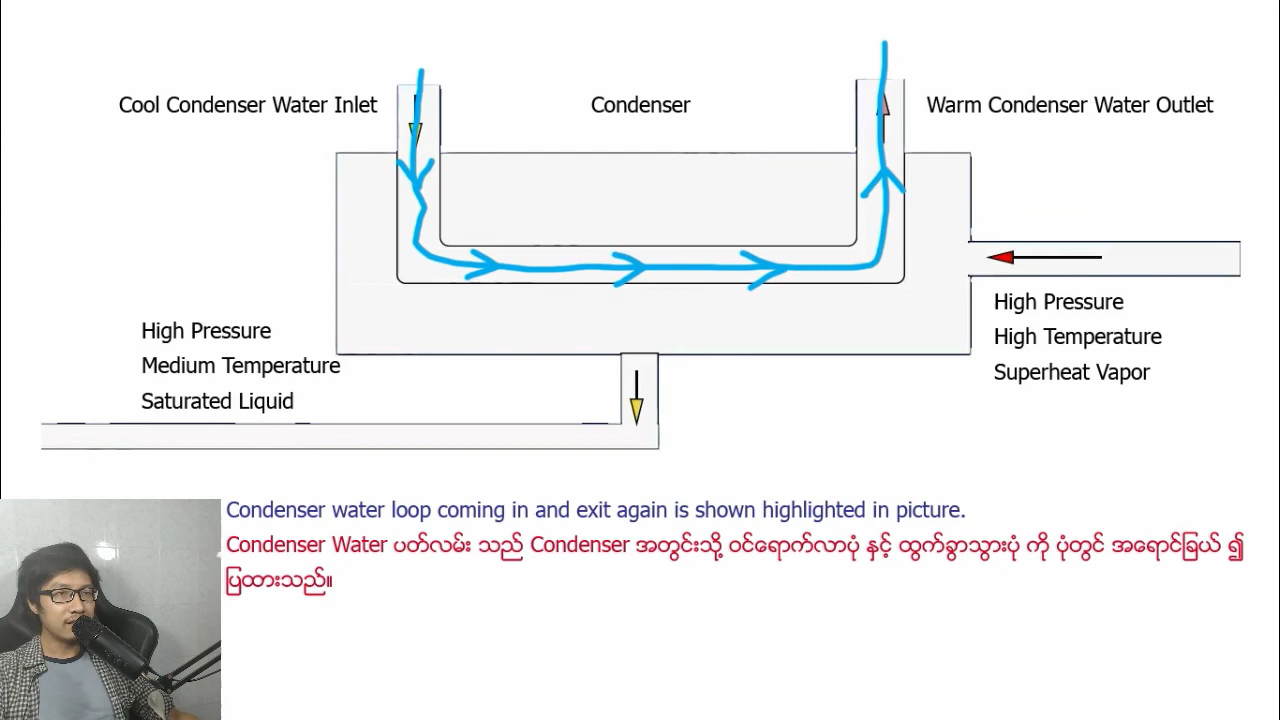 Cool Condenser Water Inlet
Condenser
Warm Condenser Water Outlet
High Pressure
High Temperature
Superheat Vapor
High Pressure
Medium Temperature
Saturated Liquid
Condenser water loop coming in and exit again is shown highlighted in picture.
Condenser Water ပတ်လမ်း သည် Condenser အတွင်းသို့ ဝင်ရောက်လာပုံ နှင့် ထွက်ခွာသွားပုံ ကို ပုံတွင် အရောင်ခြယ် ၍
ပြထားသည်။